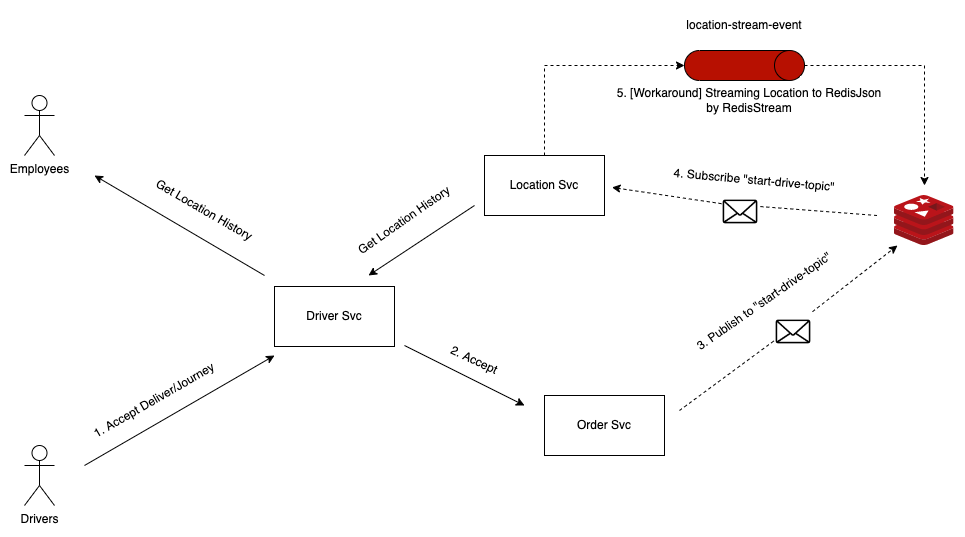 location-stream-event
5. [Workaround] Streaming Location to RedisJson
by RedisStream
Employees
Get Location History
Get Location History
Location Svc
4. Subscribe "start-drive-topic"
Driver Svc
3. Publish to "start-drive-topic"
2. Accept
1. Accept Deliver/Journey
Order Svc
Drivers